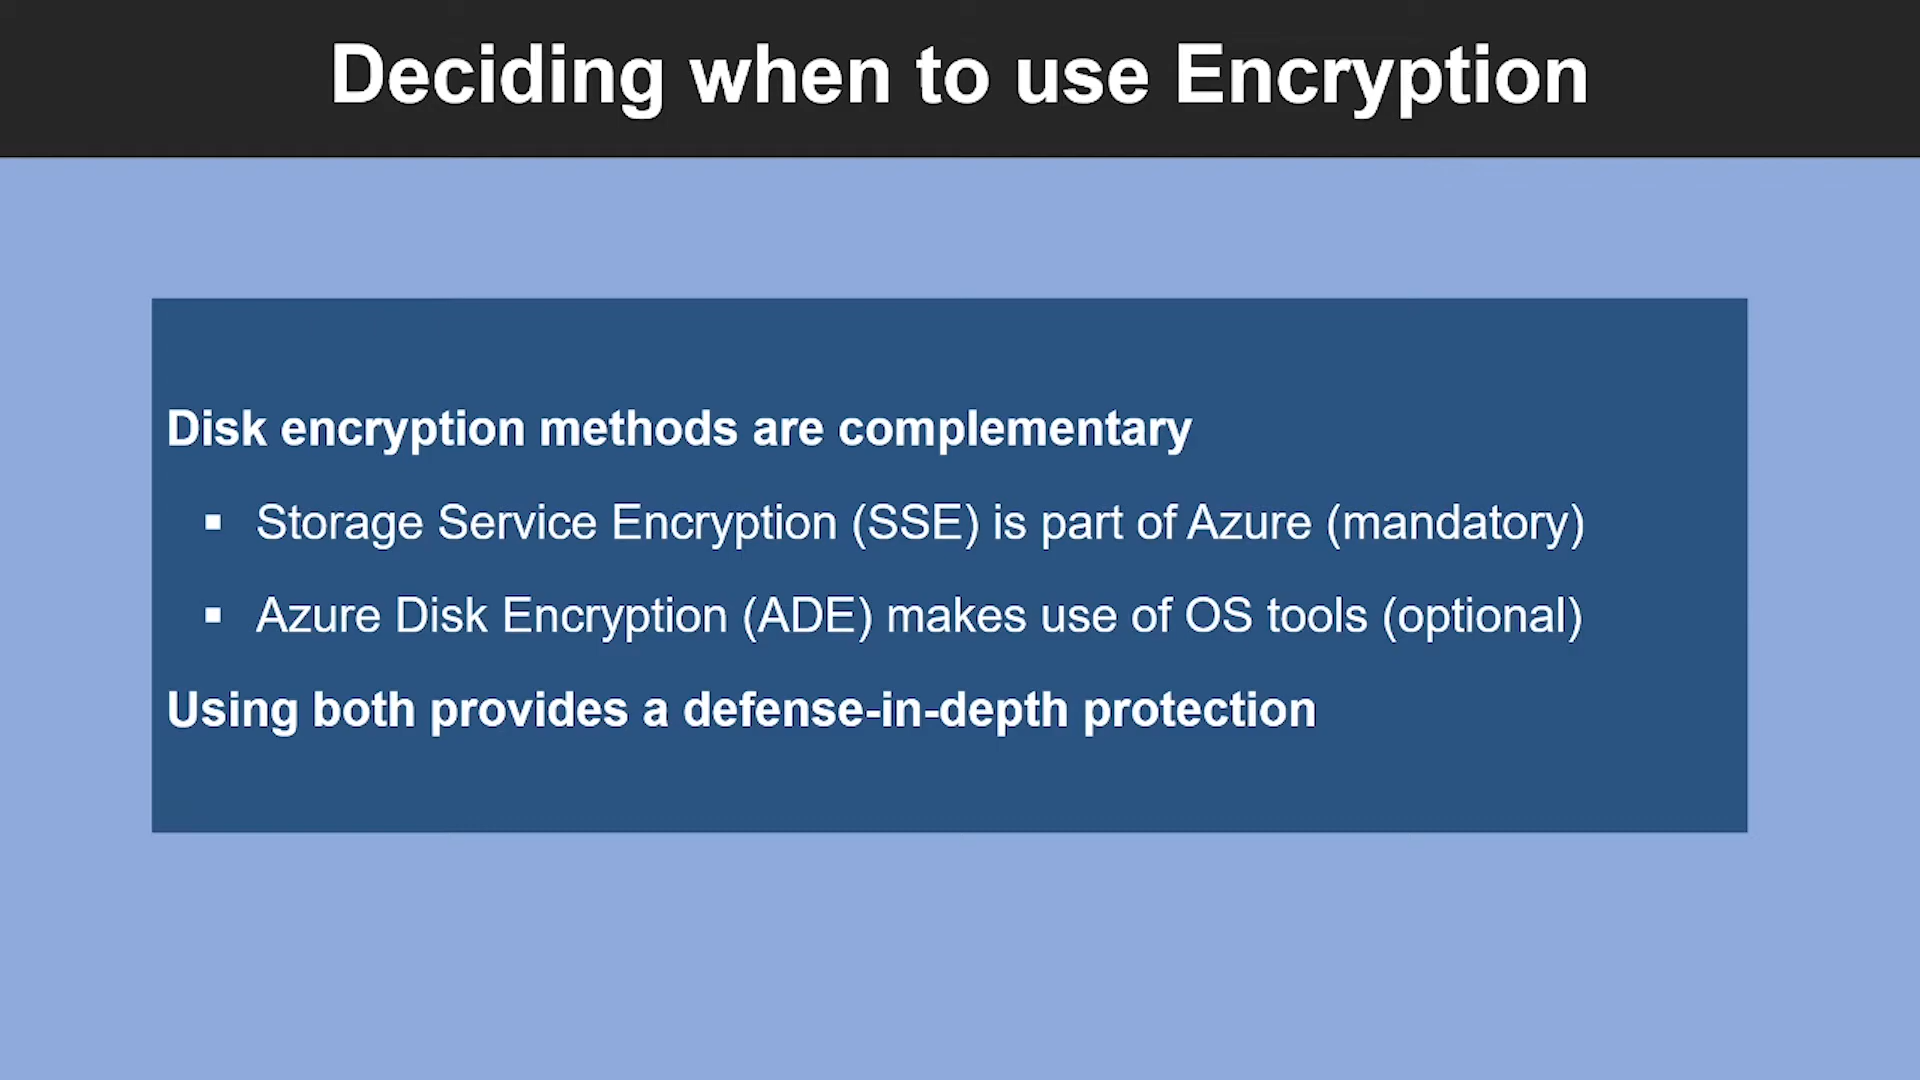 Deciding when to use Encryption
Disk encryption methods are complementary
▪ Storage Service Encryption (SSE) is part of Azure (mandatory)
▪ Azure Disk Encryption (ADE) makes use of OS tools (optional)
Using both provides a defense-in-depth protection